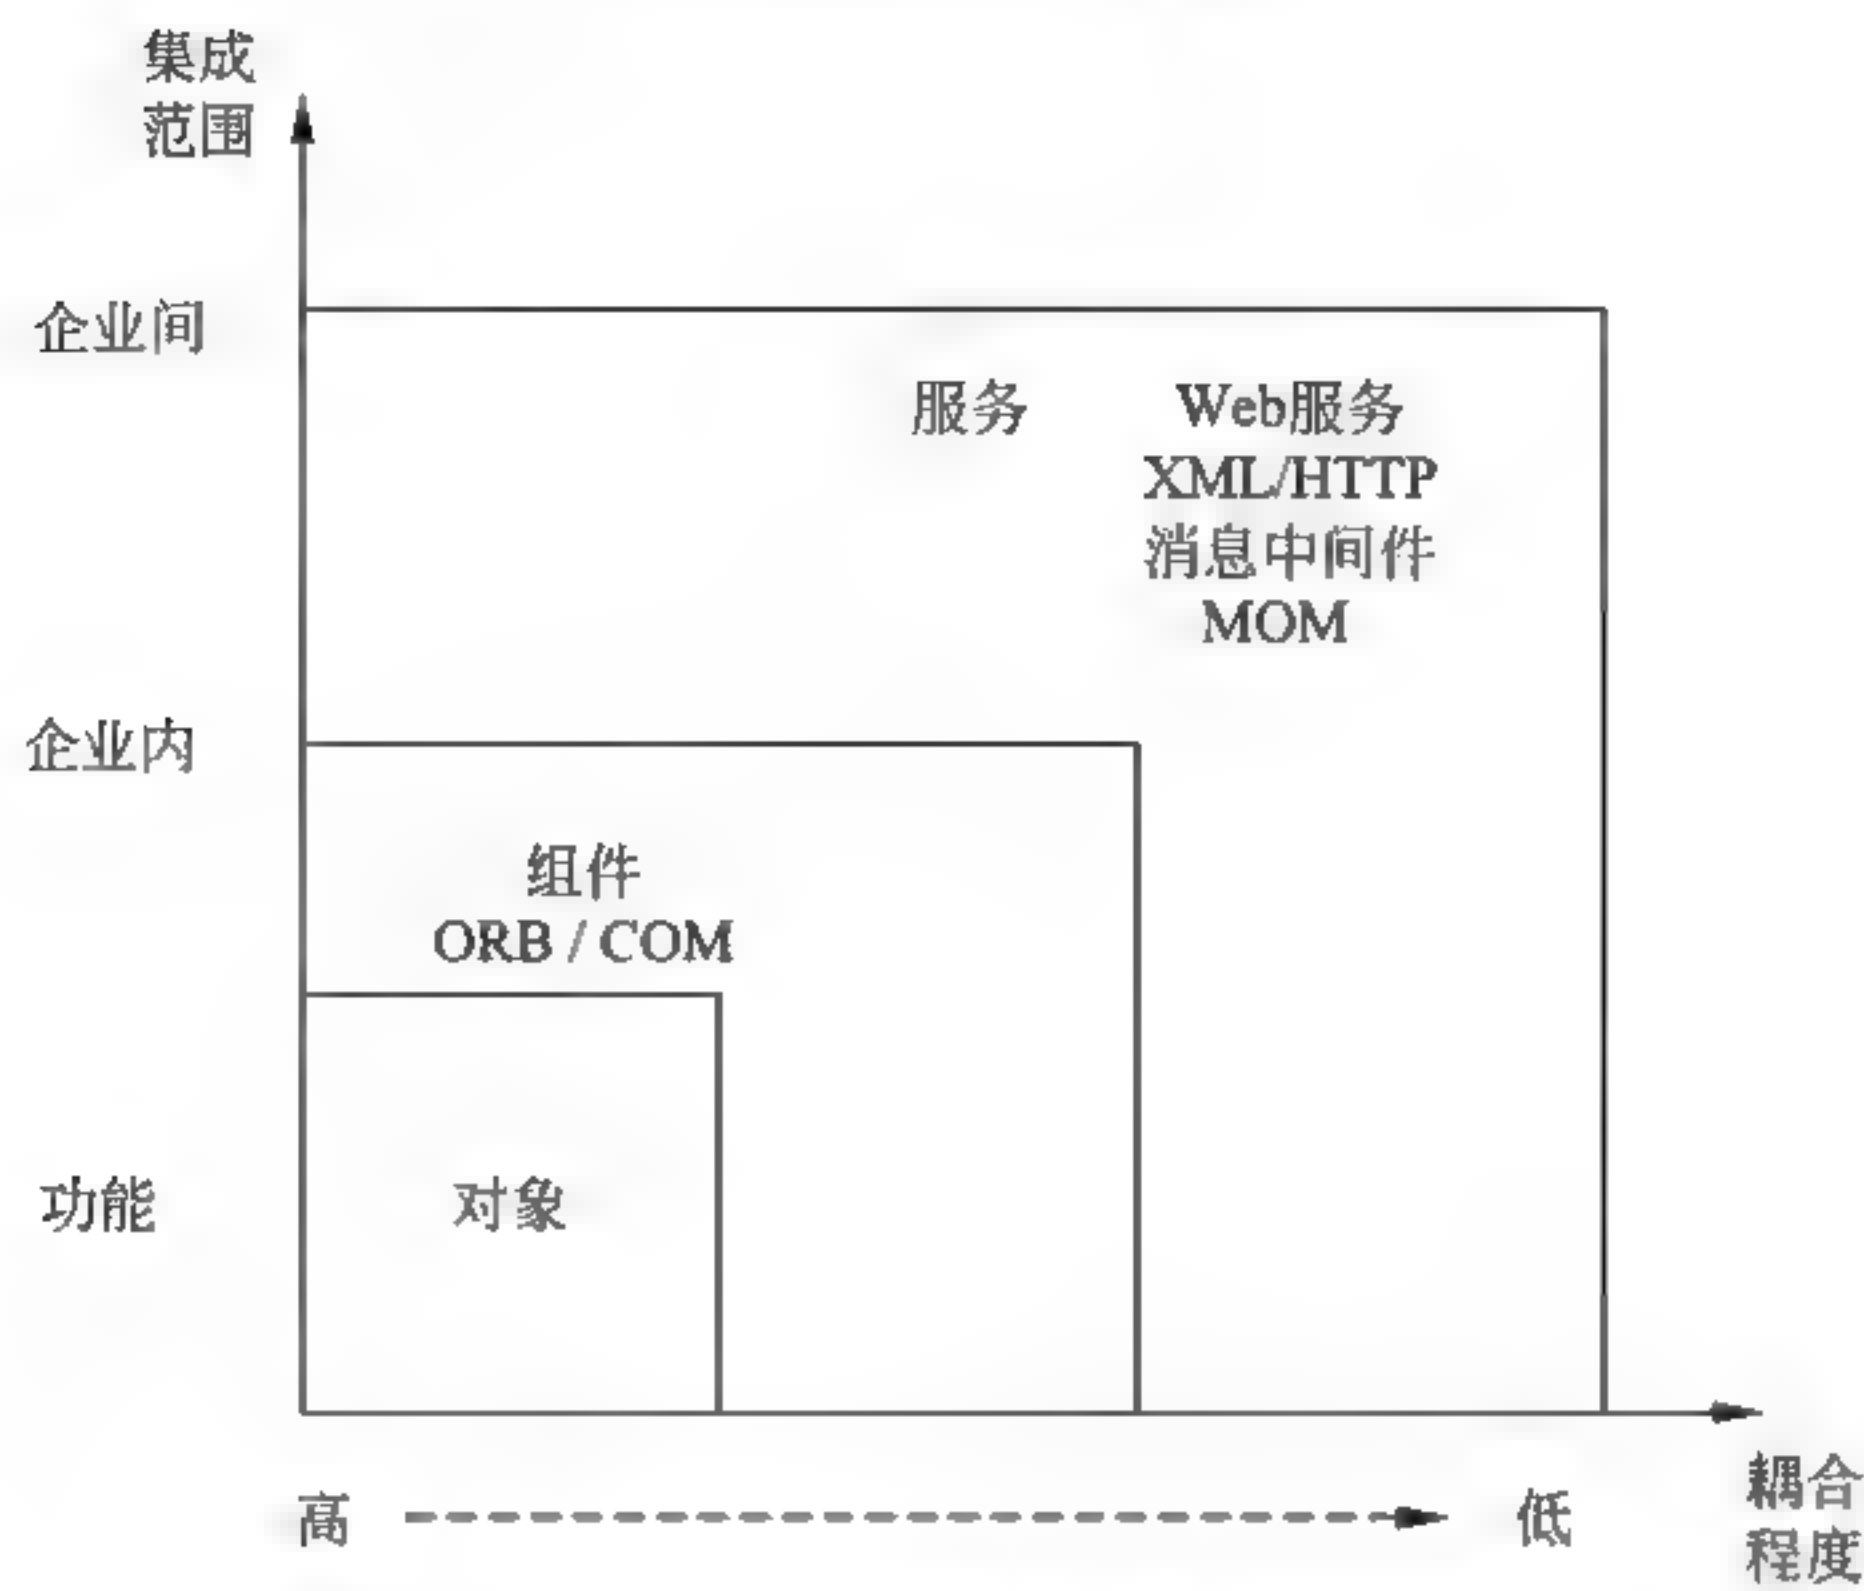 集成
范围
企业间
服务
Web服务
XML/HTTP
消息中间件
MOM
企业内
组件
ORB / COM
功能
对象
高
低
耦合
程度